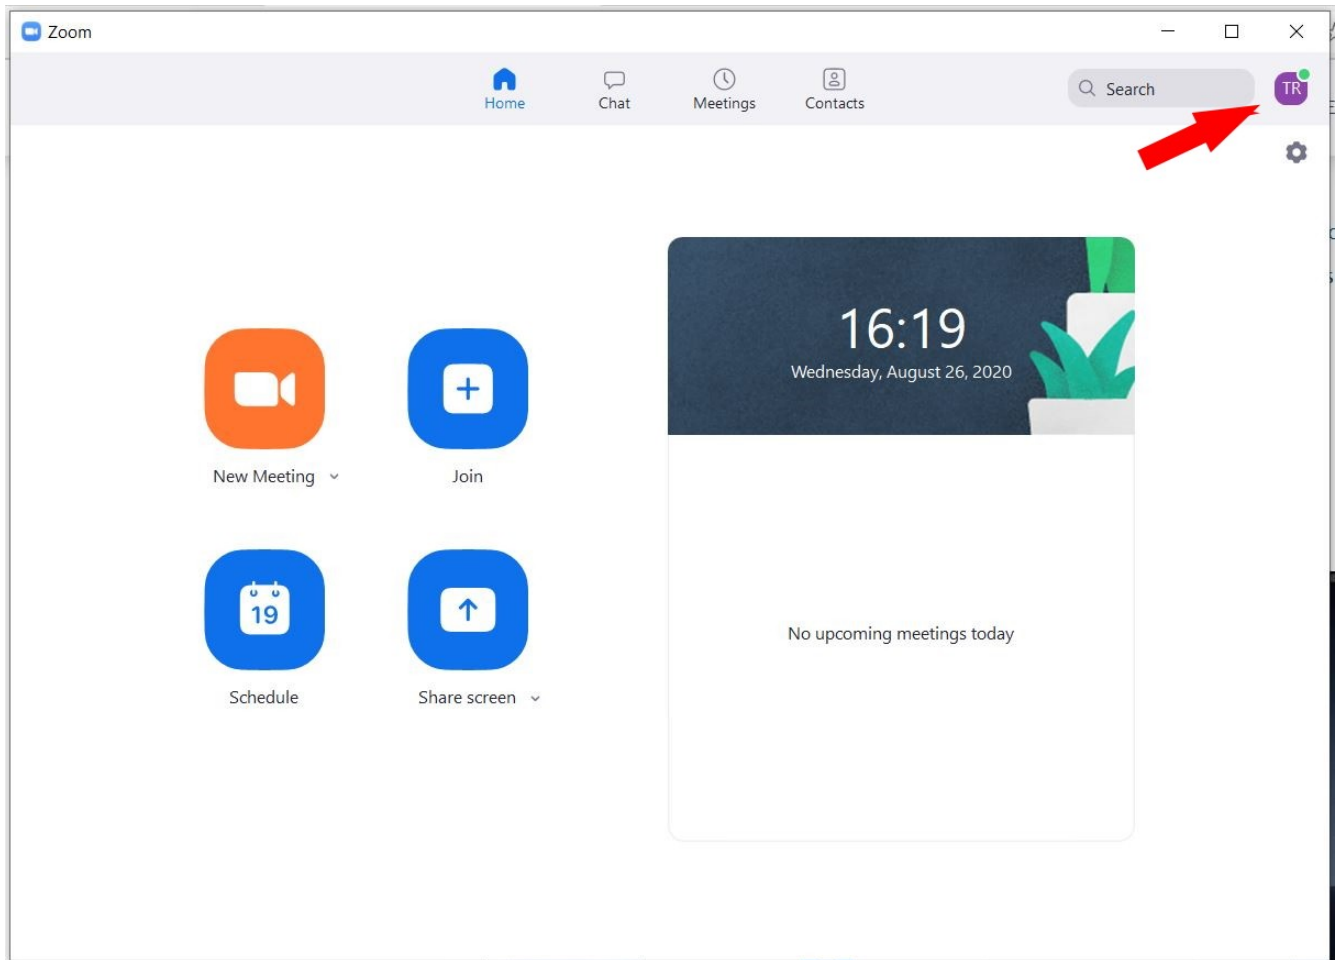 Zoom
Home Chat Meetings Contacts
Search
TR
16:19
Wednesday, August 26, 2020
New Meeting Join
19
Schedule Share screen
No upcoming meetings today